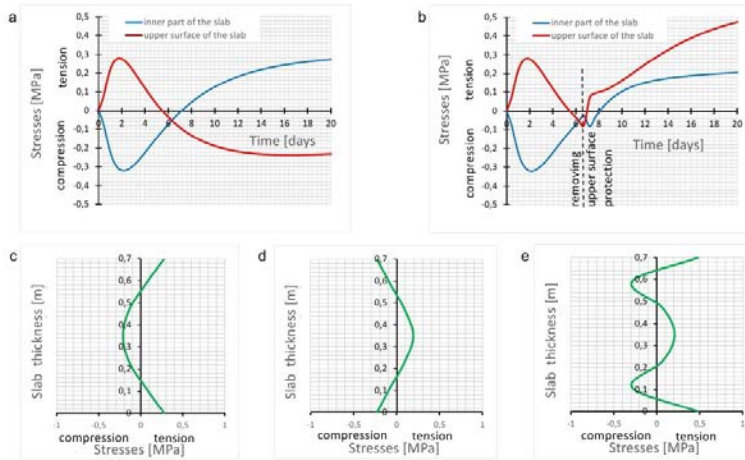 a
inner part of the slab
upper surface of the slab
Stresses [MPa]
compression
tension
0,5
0,4
0,3
0,2
0,1
0
-0,1
-0,2
-0,3
-0,4
-0,5
0 2 4 6 8 10 12 14 16 18 20
Time [days
b
inner part of the slab
upper surface of the slab
Stresses [MPa]
compression
tension
0,5
0,4
0,3
0,2
0,1
0
-0,1
-0,2
-0,3
-0,4
-0,5
0 2 4 6 8 10 12 14 16 18 20
Time [days]
removing
upper surface
protection
c
Slab thickness [m]
0,7
0,6
0,5
0,4
0,3
0,2
0,1
0
-1 -0,5 0 0,5 1
compression tension
Stresses [MPa]
d
Slab thickness [m]
0,7
0,6
0,5
0,4
0,3
0,2
0,1
0
-1 -0,5 0 0,5 1
compression tension
Stresses [MPa]
e
Slab thickness [m]
0,7
0,6
0,5
0,4
0,3
0,2
0,1
0
-1 -0,5 0 0,5 1
compression tension
Stresses [MPa]